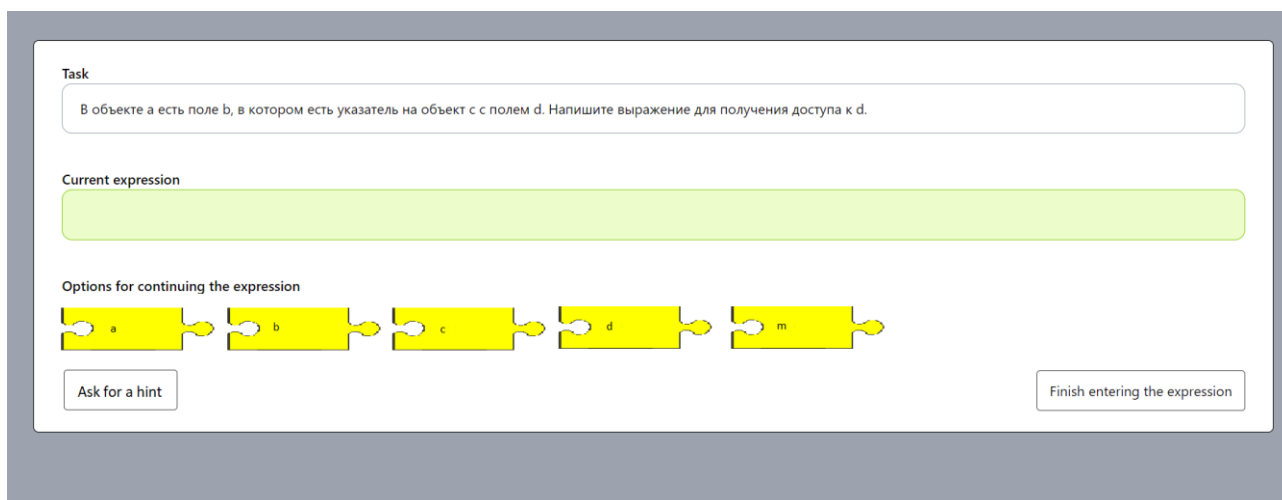 Task
В объекте a есть поле b, в котором есть указатель на объект c с полем d. Напишите выражение для получения доступа к d.
Current expression
Options for continuing the expression
a b c d m
Ask for a hint Finish entering the expression